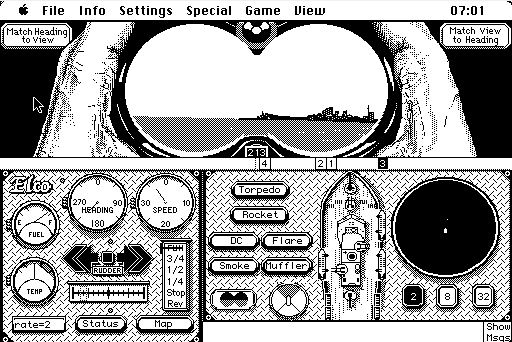 File Info Settings Special Game View 07:01
Match Heading
to View
Match View
to Heading
2 1 3
4
2 1
3
Elco
0
270 90
HEADING
180
0
30 10
SPEED
20
FUEL
TEMP
RUDDER
Full
3/4
1/2
1/4
Stop
Rev
rate=2
Status
Map
Torpedo
Rocket
DC
Flare
Smoke
Muffler
2
8
32
Show
Msgs